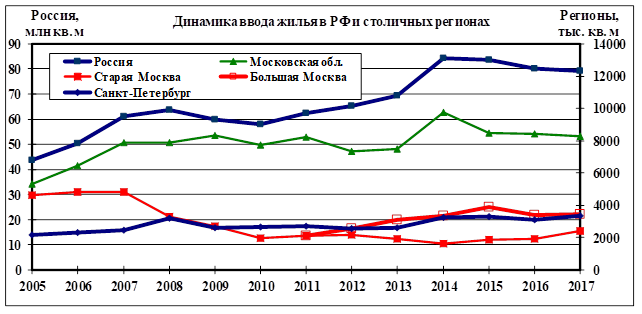 Россия, Динамика ввода жилья в РФ и столичных регионах Регионы,
млн кв. м тыс. кв. м
90 14000
80 12000
70 10000
60 8000
50
40 6000
30 4000
20 2000
10
0 0
Россия Московская обл.
Старая Москва Большая Москва
Санкт-Петербург
2005 2006 2007 2008 2009 2010 2011 2012 2013 2014 2015 2016 2017